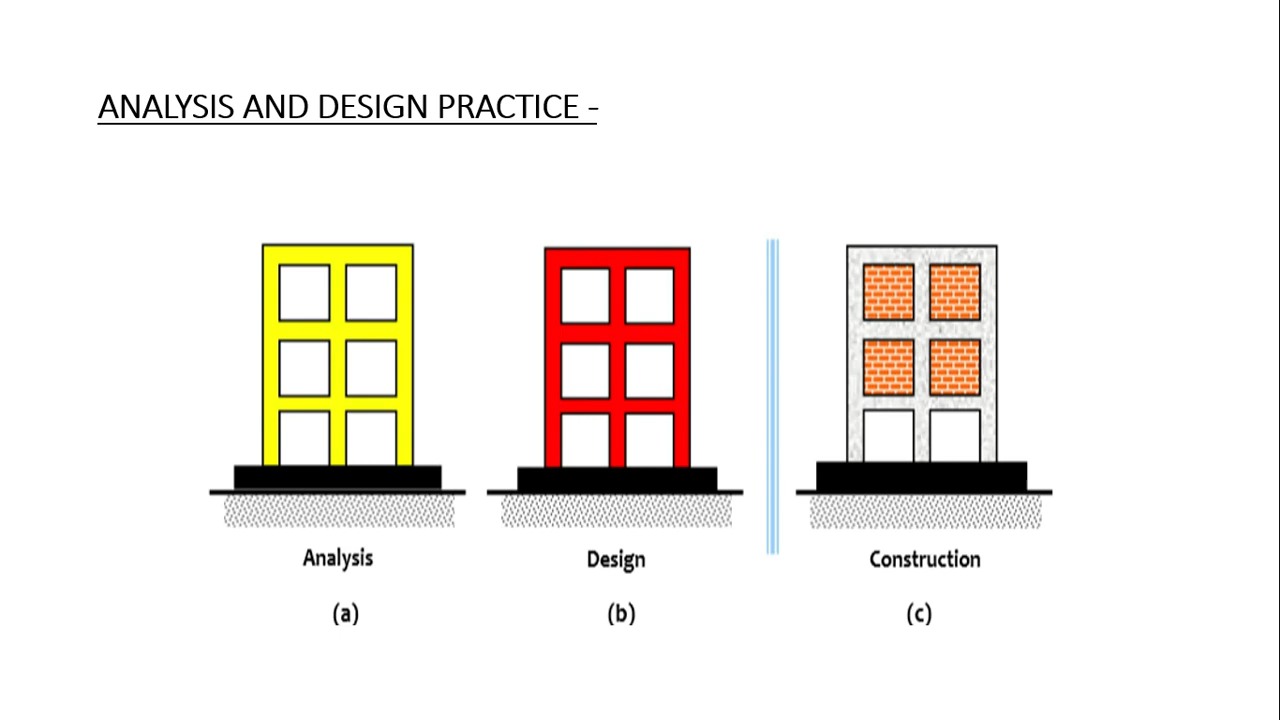 ANALYSIS AND DESIGN PRACTICE -
Analysis
Design
Construction
(a)
(b)
(c)